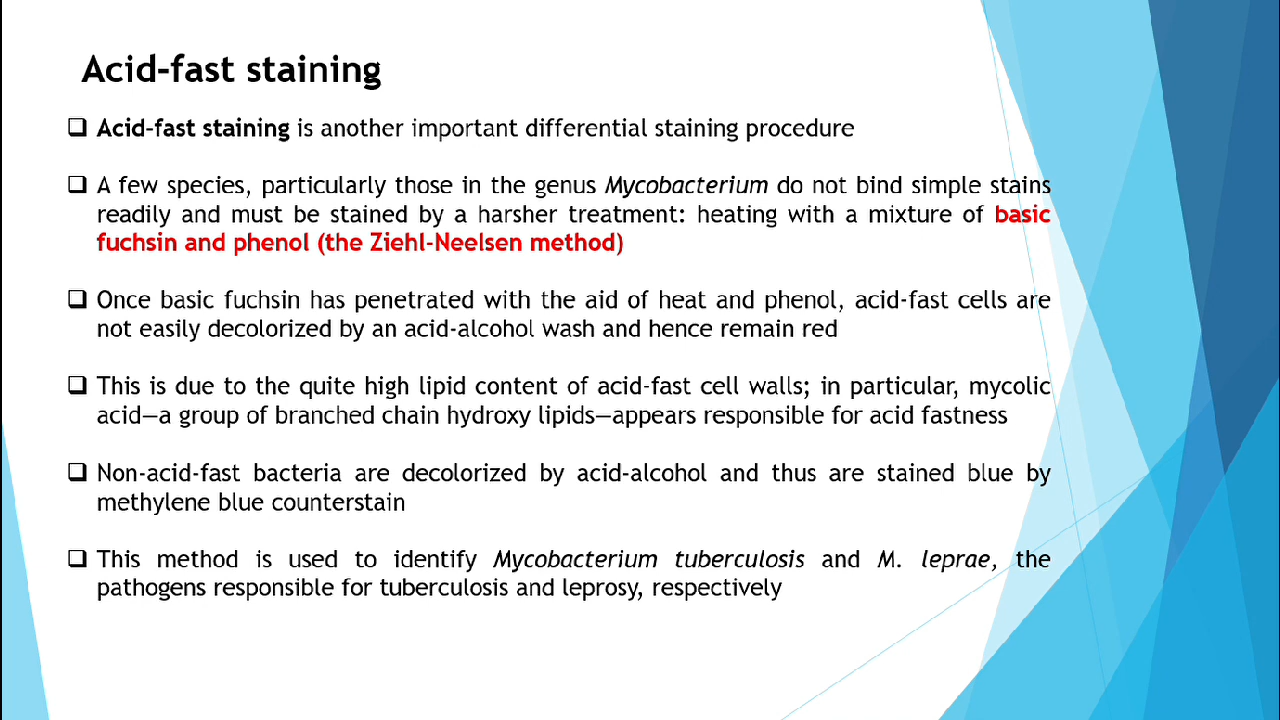 Acid-fast staining
❑ Acid-fast staining is another important differential staining procedure
❑ A few species, particularly those in the genus Mycobacterium do not bind simple stains
readily and must be stained by a harsher treatment: heating with a mixture of basic
fuchsin and phenol (the Ziehl-Neelsen method)
❑ Once basic fuchsin has penetrated with the aid of heat and phenol, acid-fast cells are
not easily decolorized by an acid-alcohol wash and hence remain red
❑ This is due to the quite high lipid content of acid-fast cell walls; in particular, mycolic
acid—a group of branched chain hydroxy lipids—appears responsible for acid fastness
❑ Non-acid-fast bacteria are decolorized by acid-alcohol and thus are stained blue by
methylene blue counterstain
❑ This method is used to identify Mycobacterium tuberculosis and M. leprae, the
pathogens responsible for tuberculosis and leprosy, respectively